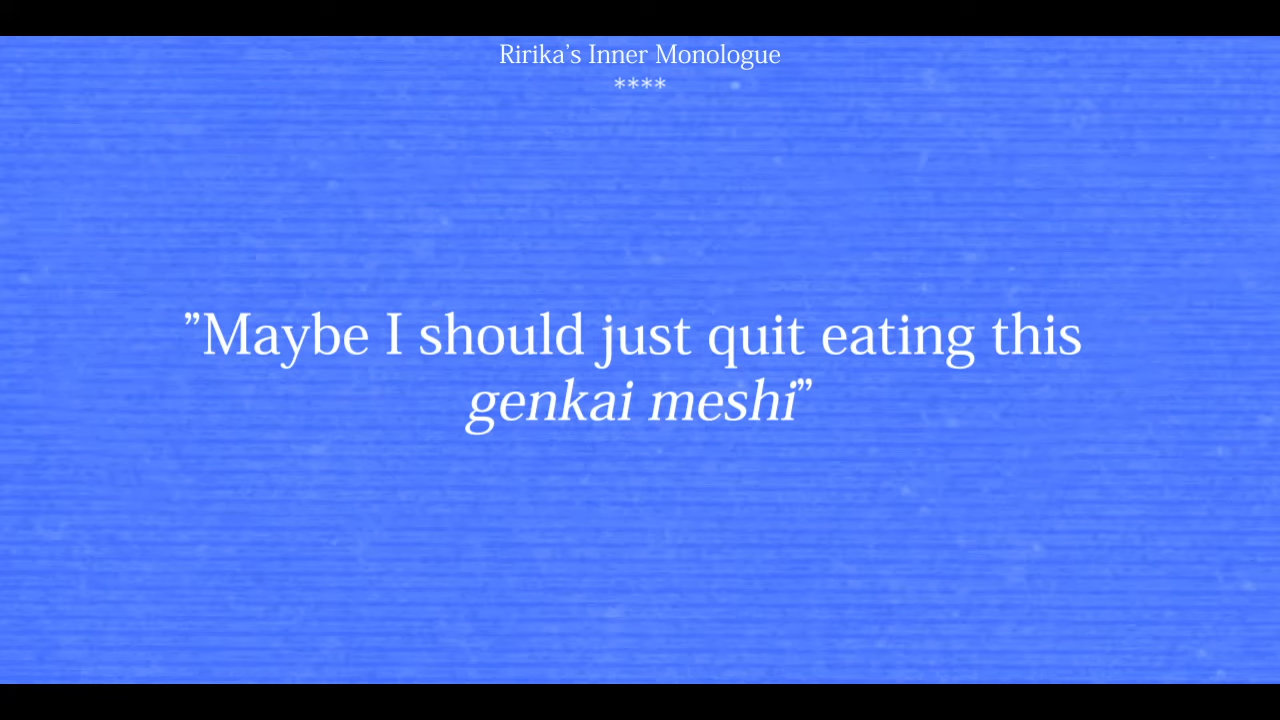 Ririka’s Inner Monologue
****
”Maybe I should just quit eating this
genkai meshi”